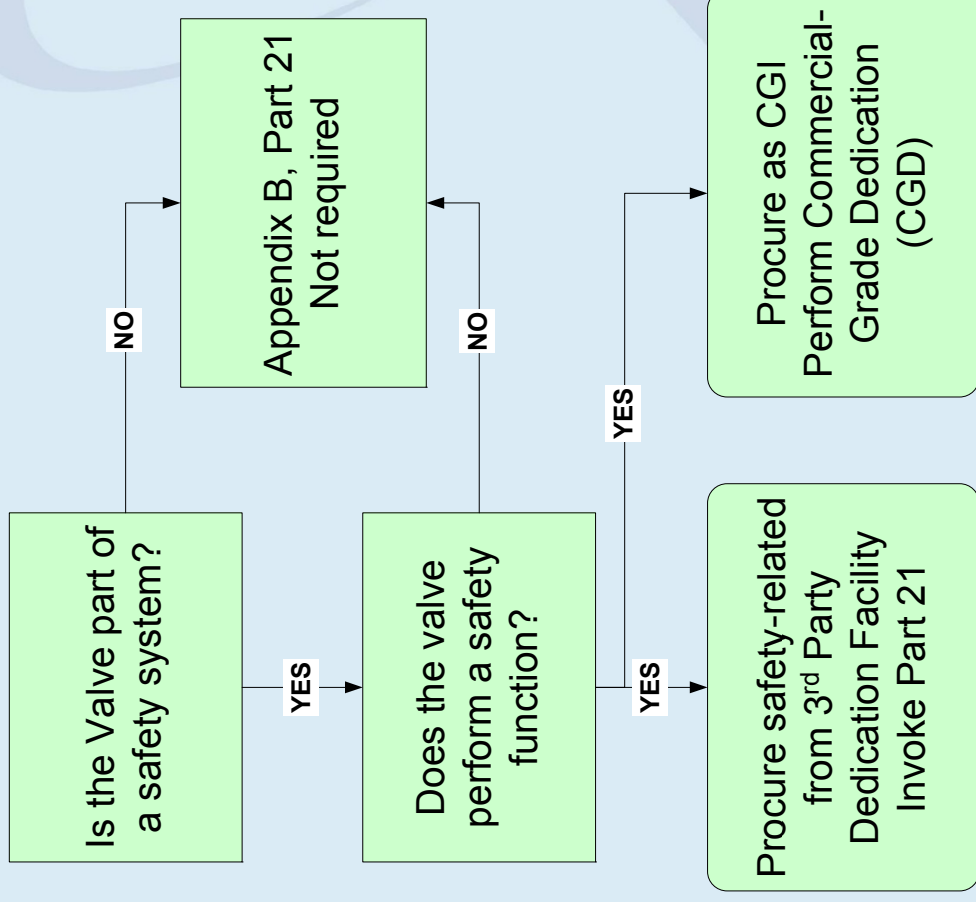 Is the Valve part of
a safety system?
NO
Appendix B, Part 21
Not required
YES
Does the valve
perform a safety
function?
NO
YES
YES
Procure safety-related
from 3rd Party
Dedication Facility
Invoke Part 21
Procure as CGI
Perform Commercial-
Grade Dedication
(CGD)